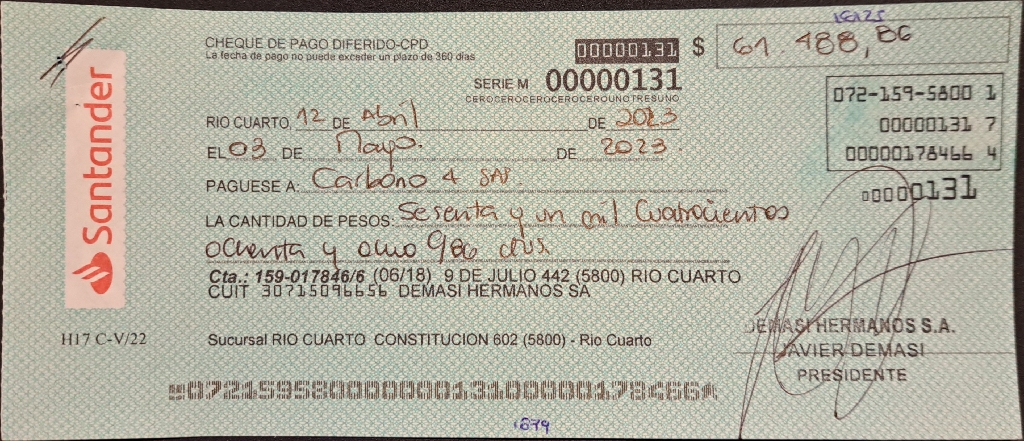 16125
CHEQUE DE PAGO DIFERIDO-CPD
La fecha de pago no puede exceder un plazo de 360 días
00000131 $ 61.488,86
SERIE M 00000131
CEROCEROCEROCEROCEROUNOTRESUNO
072-159-5800 1
00000131 7
00000178466 4
00000131
Santander
RIO CUARTO, 12 DE Abril DE 2023
EL 03 DE Mayo. DE 2023.
PAGUESE A: Carbono 4 SAS
LA CANTIDAD DE PESOS: Sesenta y un mil Cuatrocientos
ochenta y ocho c/86 ctvs.
Cta.: 159-017846/6 (06/18) 9 DE JULIO 442 (5800) RIO CUARTO
CUIT 30715096656 DEMASI HERMANOS SA
H17 C-V/22
Sucursal RIO CUARTO CONSTITUCION 602 (5800) - Rio Cuarto
DEMASI HERMANOS S.A.
JAVIER DEMASI
PRESIDENTE
072159580000000131000000178466
1879